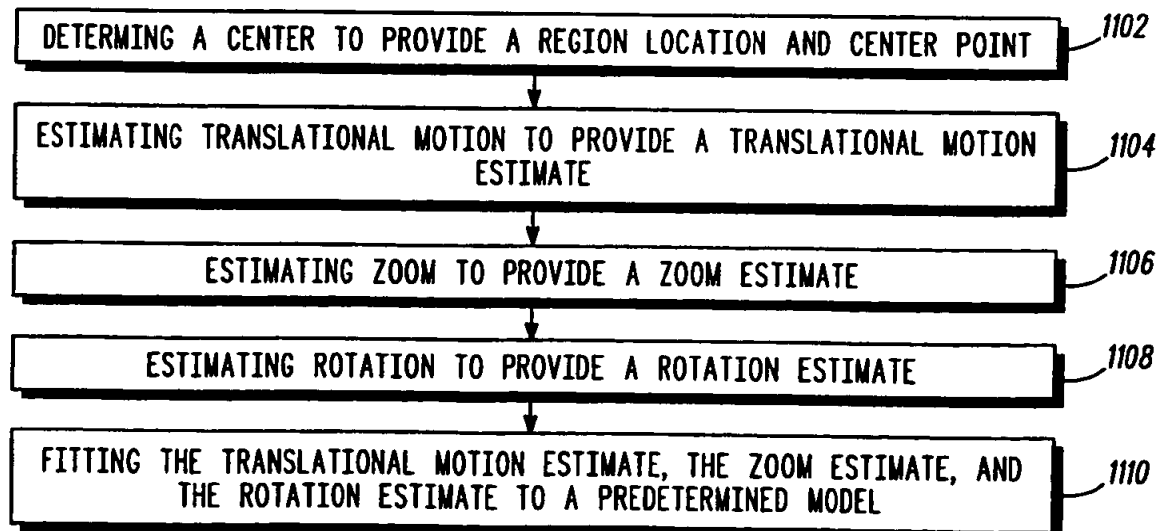 DETERMING A CENTER TO PROVIDE A REGION LOCATION AND CENTER POINT
1102
ESTIMATING TRANSLATIONAL MOTION TO PROVIDE A TRANSLATIONAL MOTION
ESTIMATE
1104
ESTIMATING ZOOM TO PROVIDE A ZOOM ESTIMATE
1106
ESTIMATING ROTATION TO PROVIDE A ROTATION ESTIMATE
1108
FITTING THE TRANSLATIONAL MOTION ESTIMATE, THE ZOOM ESTIMATE, AND
THE ROTATION ESTIMATE TO A PREDETERMINED MODEL
1110